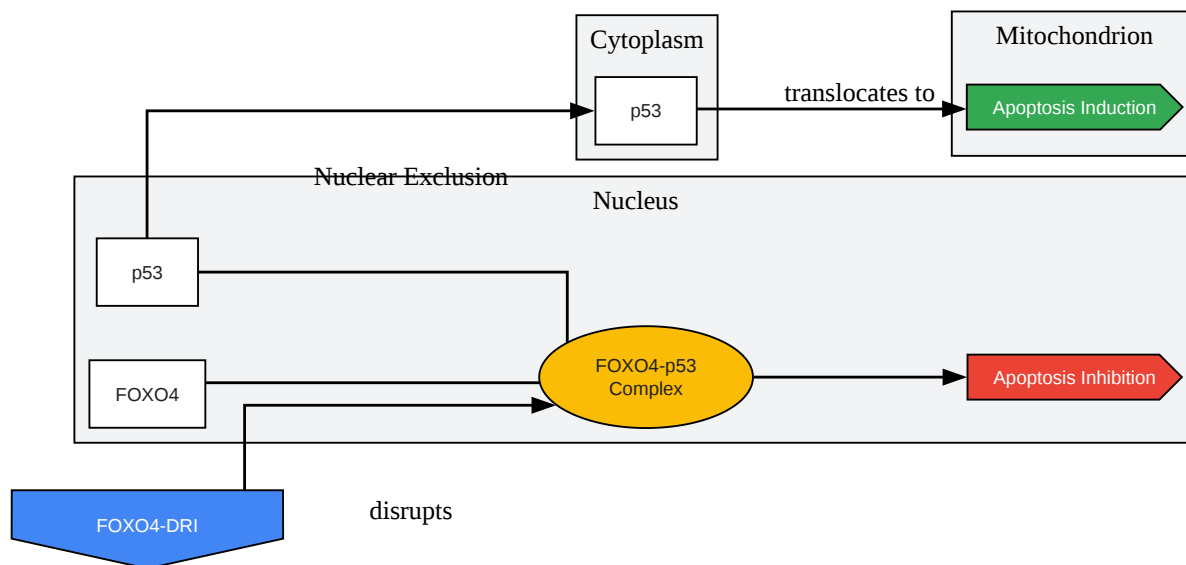 Cytoplasm
Mitochondrion
p53
translocates to
Apoptosis Induction
Nuclear Exclusion
Nucleus
p53
FOXO4
FOXO4-p53
Complex
Apoptosis Inhibition
FOXO4-DRI
disrupts